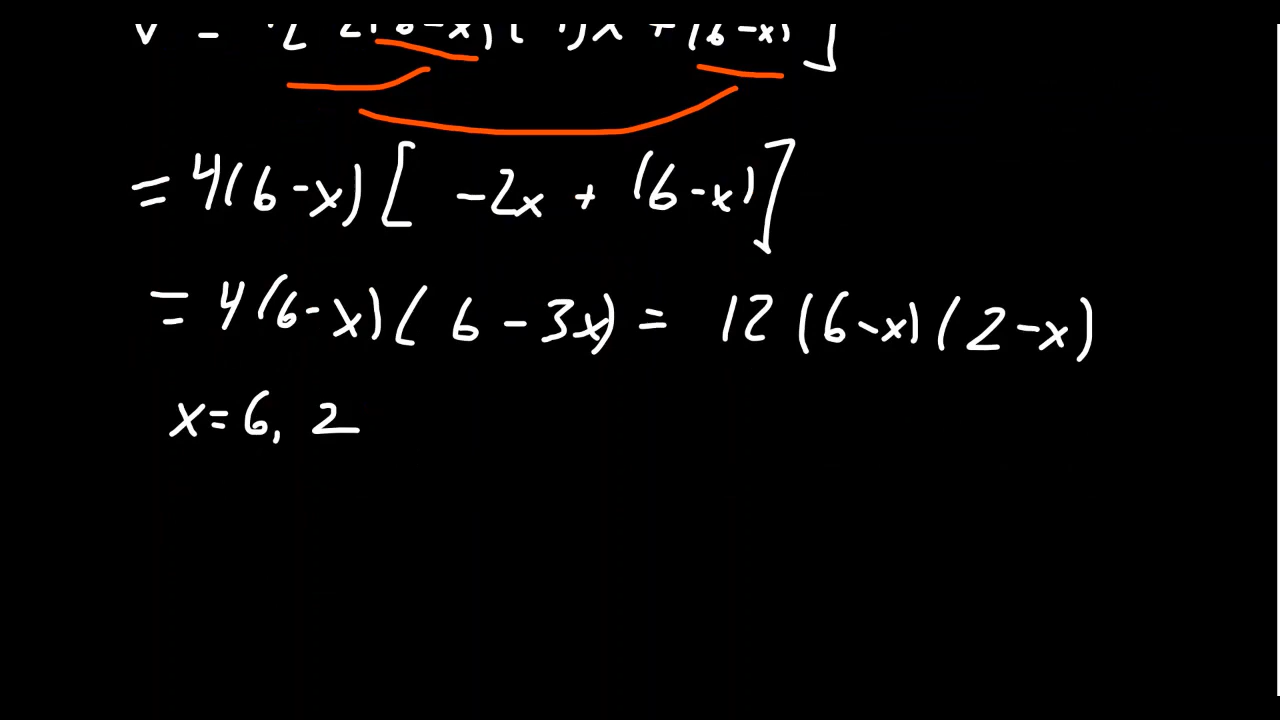 = 4(6-x)[ -2x + (6-x)]
= 4(6-x)(6-3x) = 12(6-x)(2-x)
x=6, 2